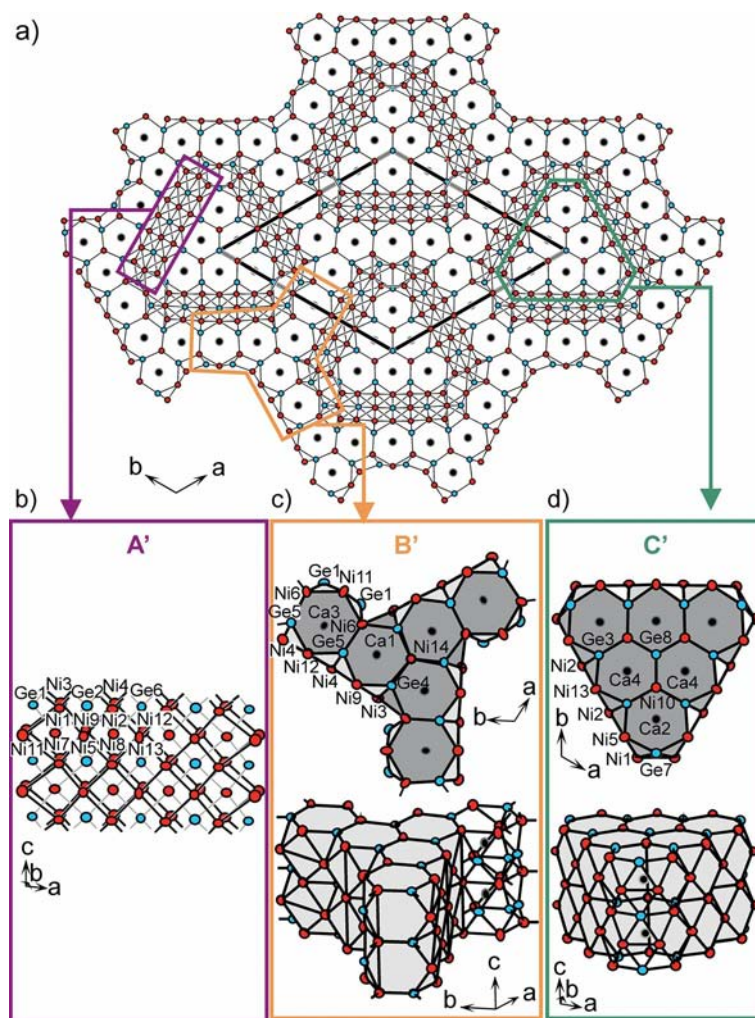 a)
b a
b)
c)
d)
A'
B'
C'
Ge1
Ni6
Ni11
Ge1
Ge5
Ca3
Ni6
Ge5
Ca1
Ni4
Ni12
Ni14
Ni4
Ni9
Ge4
Ni3
b
a
Ge3 Ge8
Ni2
Ca4 Ca4
Ni13
Ni10
Ni2
Ca2
Ni5
Ni1
Ge7
b
a
Ni3 Ni4
Ge1 Ge2 Ge6
Ni1 Ni9 Ni2 Ni12
Ni7 Ni5 Ni8
Ni11 Ni13
c
b
a
c
b a
c
b
a